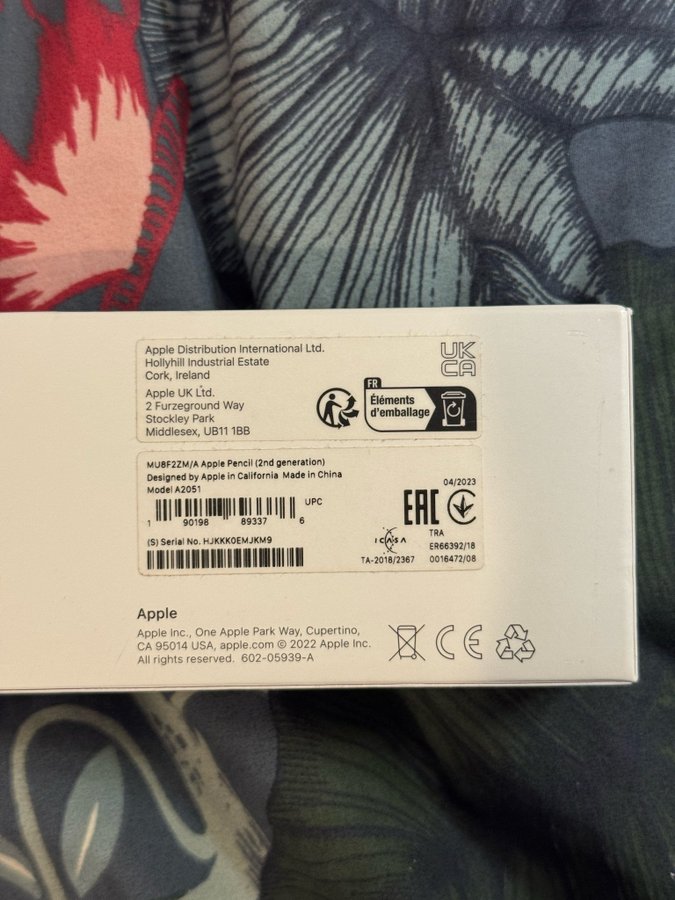 Apple Distribution International Ltd.
Hollyhill Industrial Estate
Cork, Ireland
Apple UK Ltd.
2 Furzeground Way
Stockley Park
Middlesex, UB11 1BB
UK
CA
FR
Éléments
d'emballage
MU8F2ZM/A Apple Pencil (2nd generation)
Designed by Apple in California Made in China
Model A2051
UPC
1 90198 89337 6
(S) Serial No. HJKKK0EMJKM9
04/2023
EAC
ICASA
TA-2018/2367
TRA
ER66392/18
0016472/08
Apple
Apple Inc., One Apple Park Way, Cupertino,
CA 95014 USA, apple.com © 2022 Apple Inc.
All rights reserved. 602-05939-A
CE